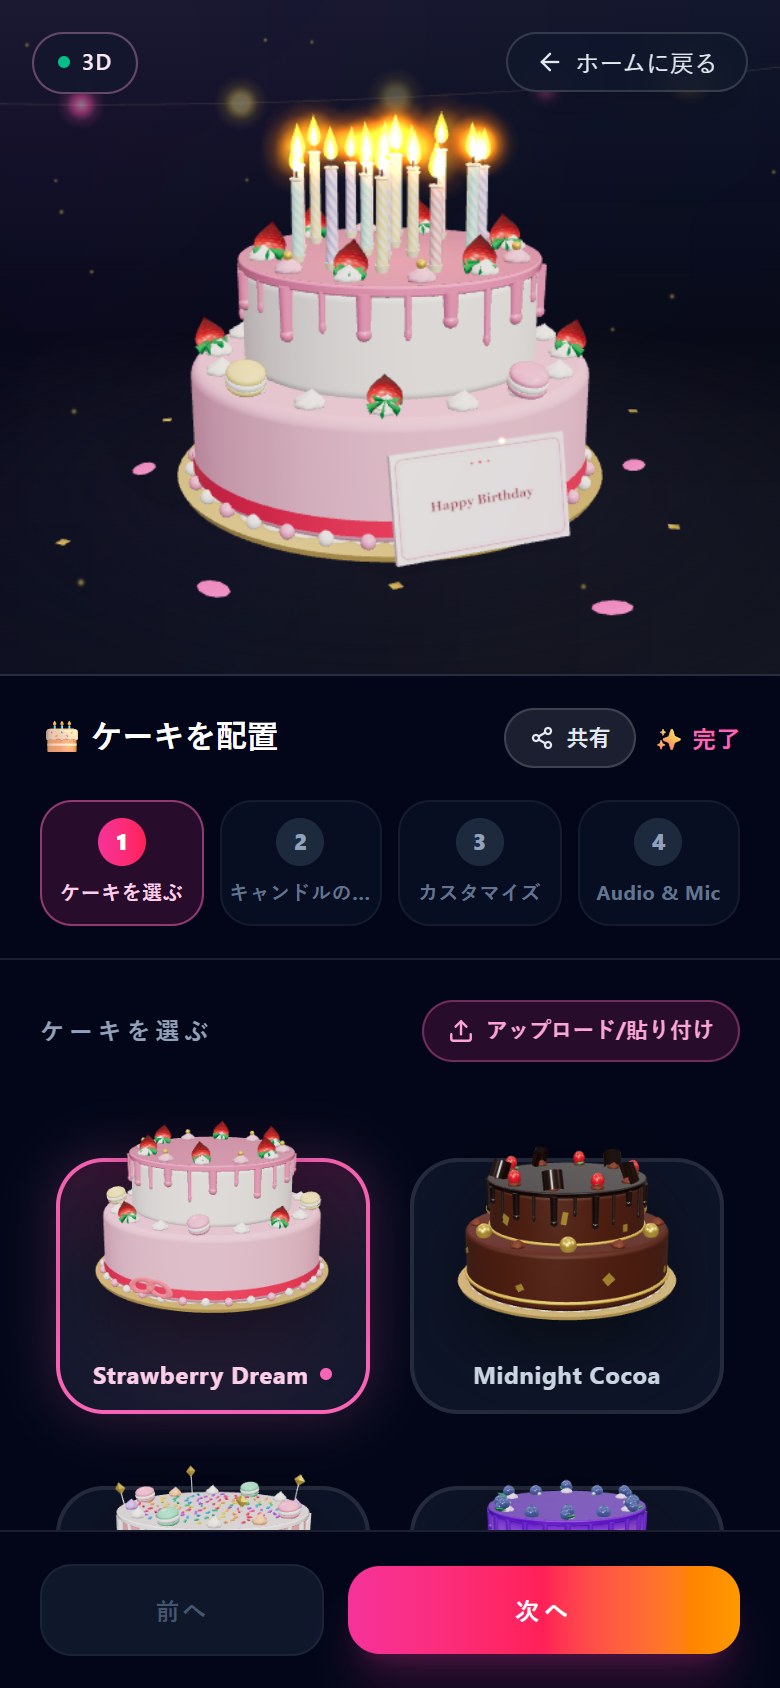 3D
ホームに戻る
Happy Birthday
ケーキを配置
共有
完了
1
ケーキを選ぶ
2
キャンドルの...
3
カスタマイズ
4
Audio & Mic
ケーキを選ぶ
アップロード/貼り付け
Strawberry Dream
Midnight Cocoa
前へ
次へ